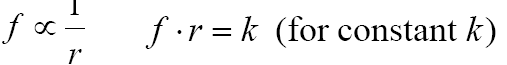 f ∝ 1/r    f · r = k (for constant k)